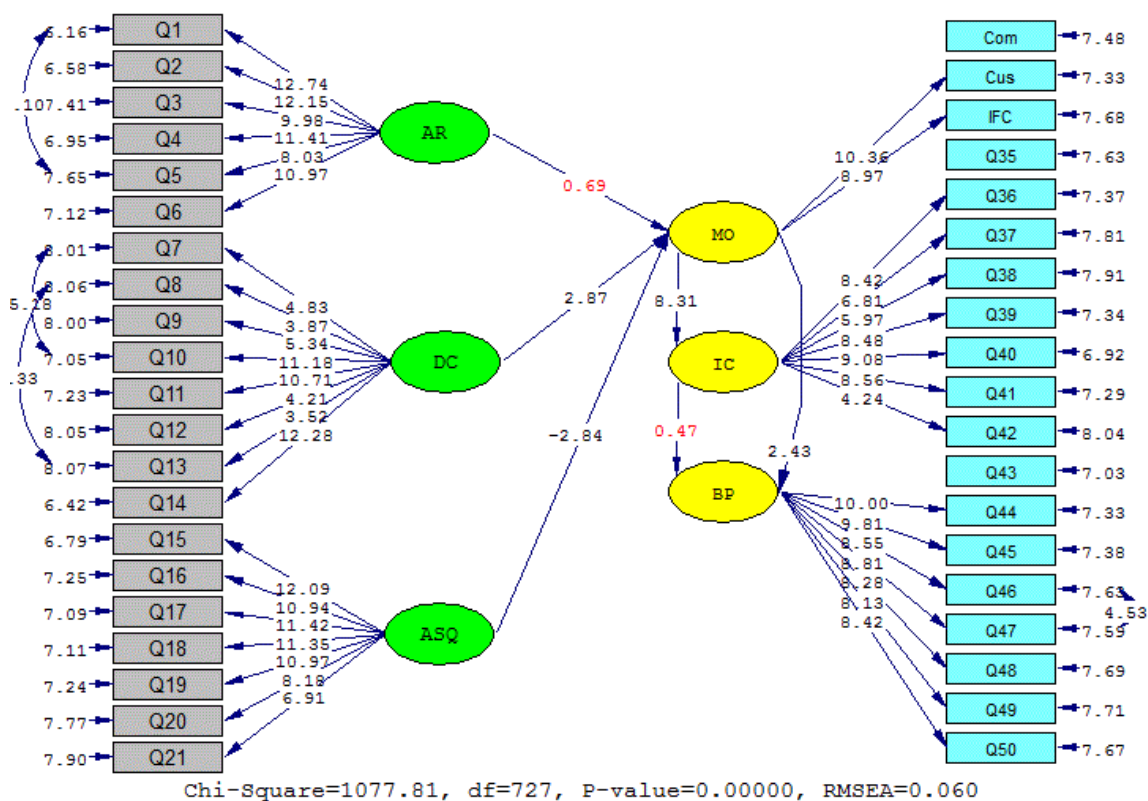 6.16 Q1
6.58 Q2
.107.41 Q3
6.95 Q4
7.65 Q5
7.12 Q6
8.01 Q7
8.06 Q8
8.00 Q9
7.05 Q10
7.23 Q11
8.05 Q12
8.07 Q13
6.42 Q14
6.79 Q15
7.25 Q16
7.09 Q17
7.11 Q18
7.24 Q19
7.77 Q20
7.90 Q21
.33
12.74
12.15
9.98
11.41
8.03
10.97
AR
4.83
3.87
5.34
11.18
10.71
4.21
3.52
12.28
DC
12.09
10.94
11.42
11.35
10.97
8.18
6.91
ASQ
0.69
2.87
-2.84
MO
8.31
IC
0.47
2.43
BP
10.36
8.97
8.42
6.81
5.97
8.48
9.08
8.56
4.24
10.00
9.81
8.55
8.81
8.28
8.13
8.42
Com 7.48
Cus 7.33
IFC 7.68
Q35 7.63
Q36 7.37
Q37 7.81
Q38 7.91
Q39 7.34
Q40 6.92
Q41 7.29
Q42 8.04
Q43 7.03
Q44 7.33
Q45 7.38
Q46 7.63
4.53
Q47 7.59
Q48 7.69
Q49 7.71
Q50 7.67
Chi-Square=1077.81, df=727, P-value=0.00000, RMSEA=0.060